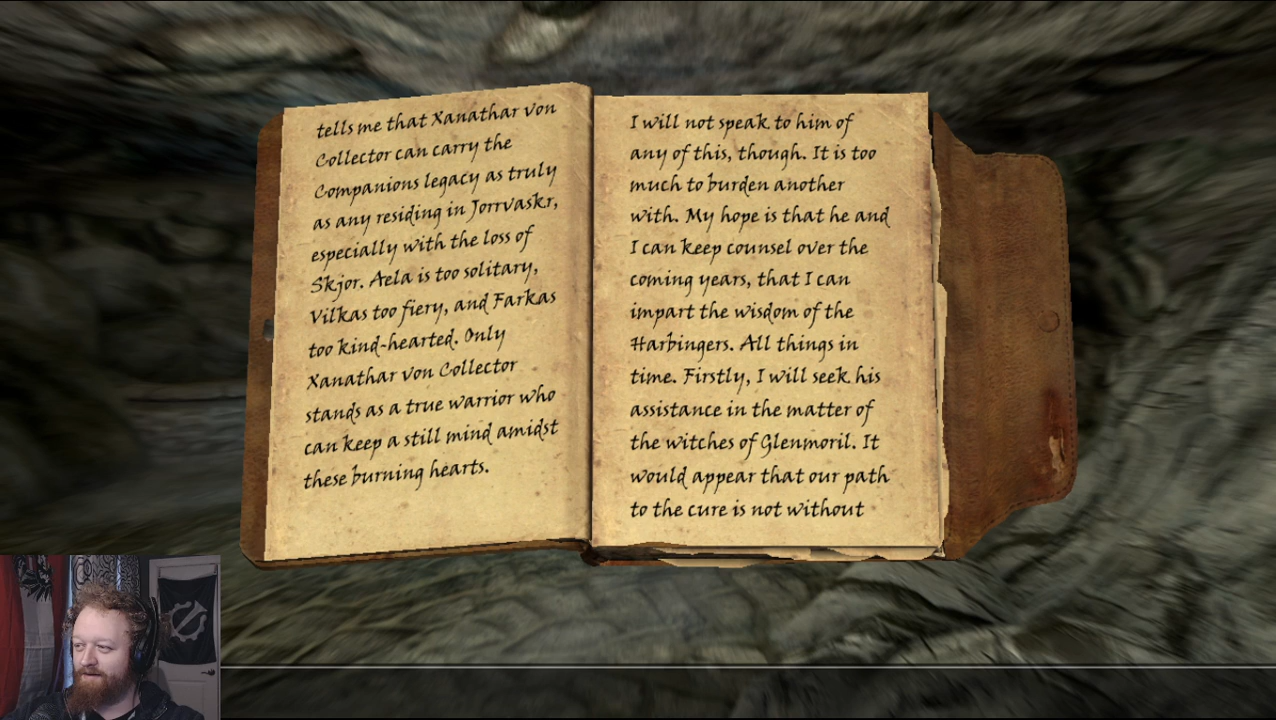 tells me that Xanathar von
Collector can carry the
Companions legacy as truly
as any residing in Jorrvaskr,
especially with the loss of
Skjor. Aela is too solitary,
Vilkas too fiery, and Farkas
too kind-hearted. Only
Xanathar von Collector
stands as a true warrior who
can keep a still mind amidst
these burning hearts.
I will not speak to him of
any of this, though. It is too
much to burden another
with. My hope is that he and
I can keep counsel over the
coming years, that I can
impart the wisdom of the
Harbingers. All things in
time. Firstly, I will seek his
assistance in the matter of
the witches of Glenmoril. It
would appear that our path
to the cure is not without